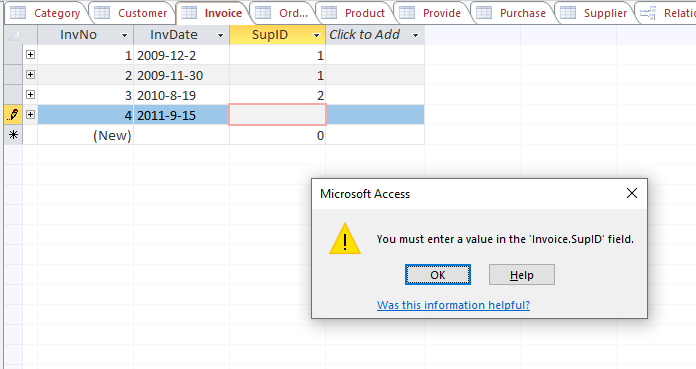 Category Customer Invoice Ord... Product Provide Purchase Supplier Relati
InvNo InvDate SupID Click to Add
1 2009-12-2 1
2 2009-11-30 1
3 2010-8-19 2
4 2011-9-15
(New) 0
Microsoft Access
You must enter a value in the 'Invoice.SupID' field.
OK Help
Was this information helpful?